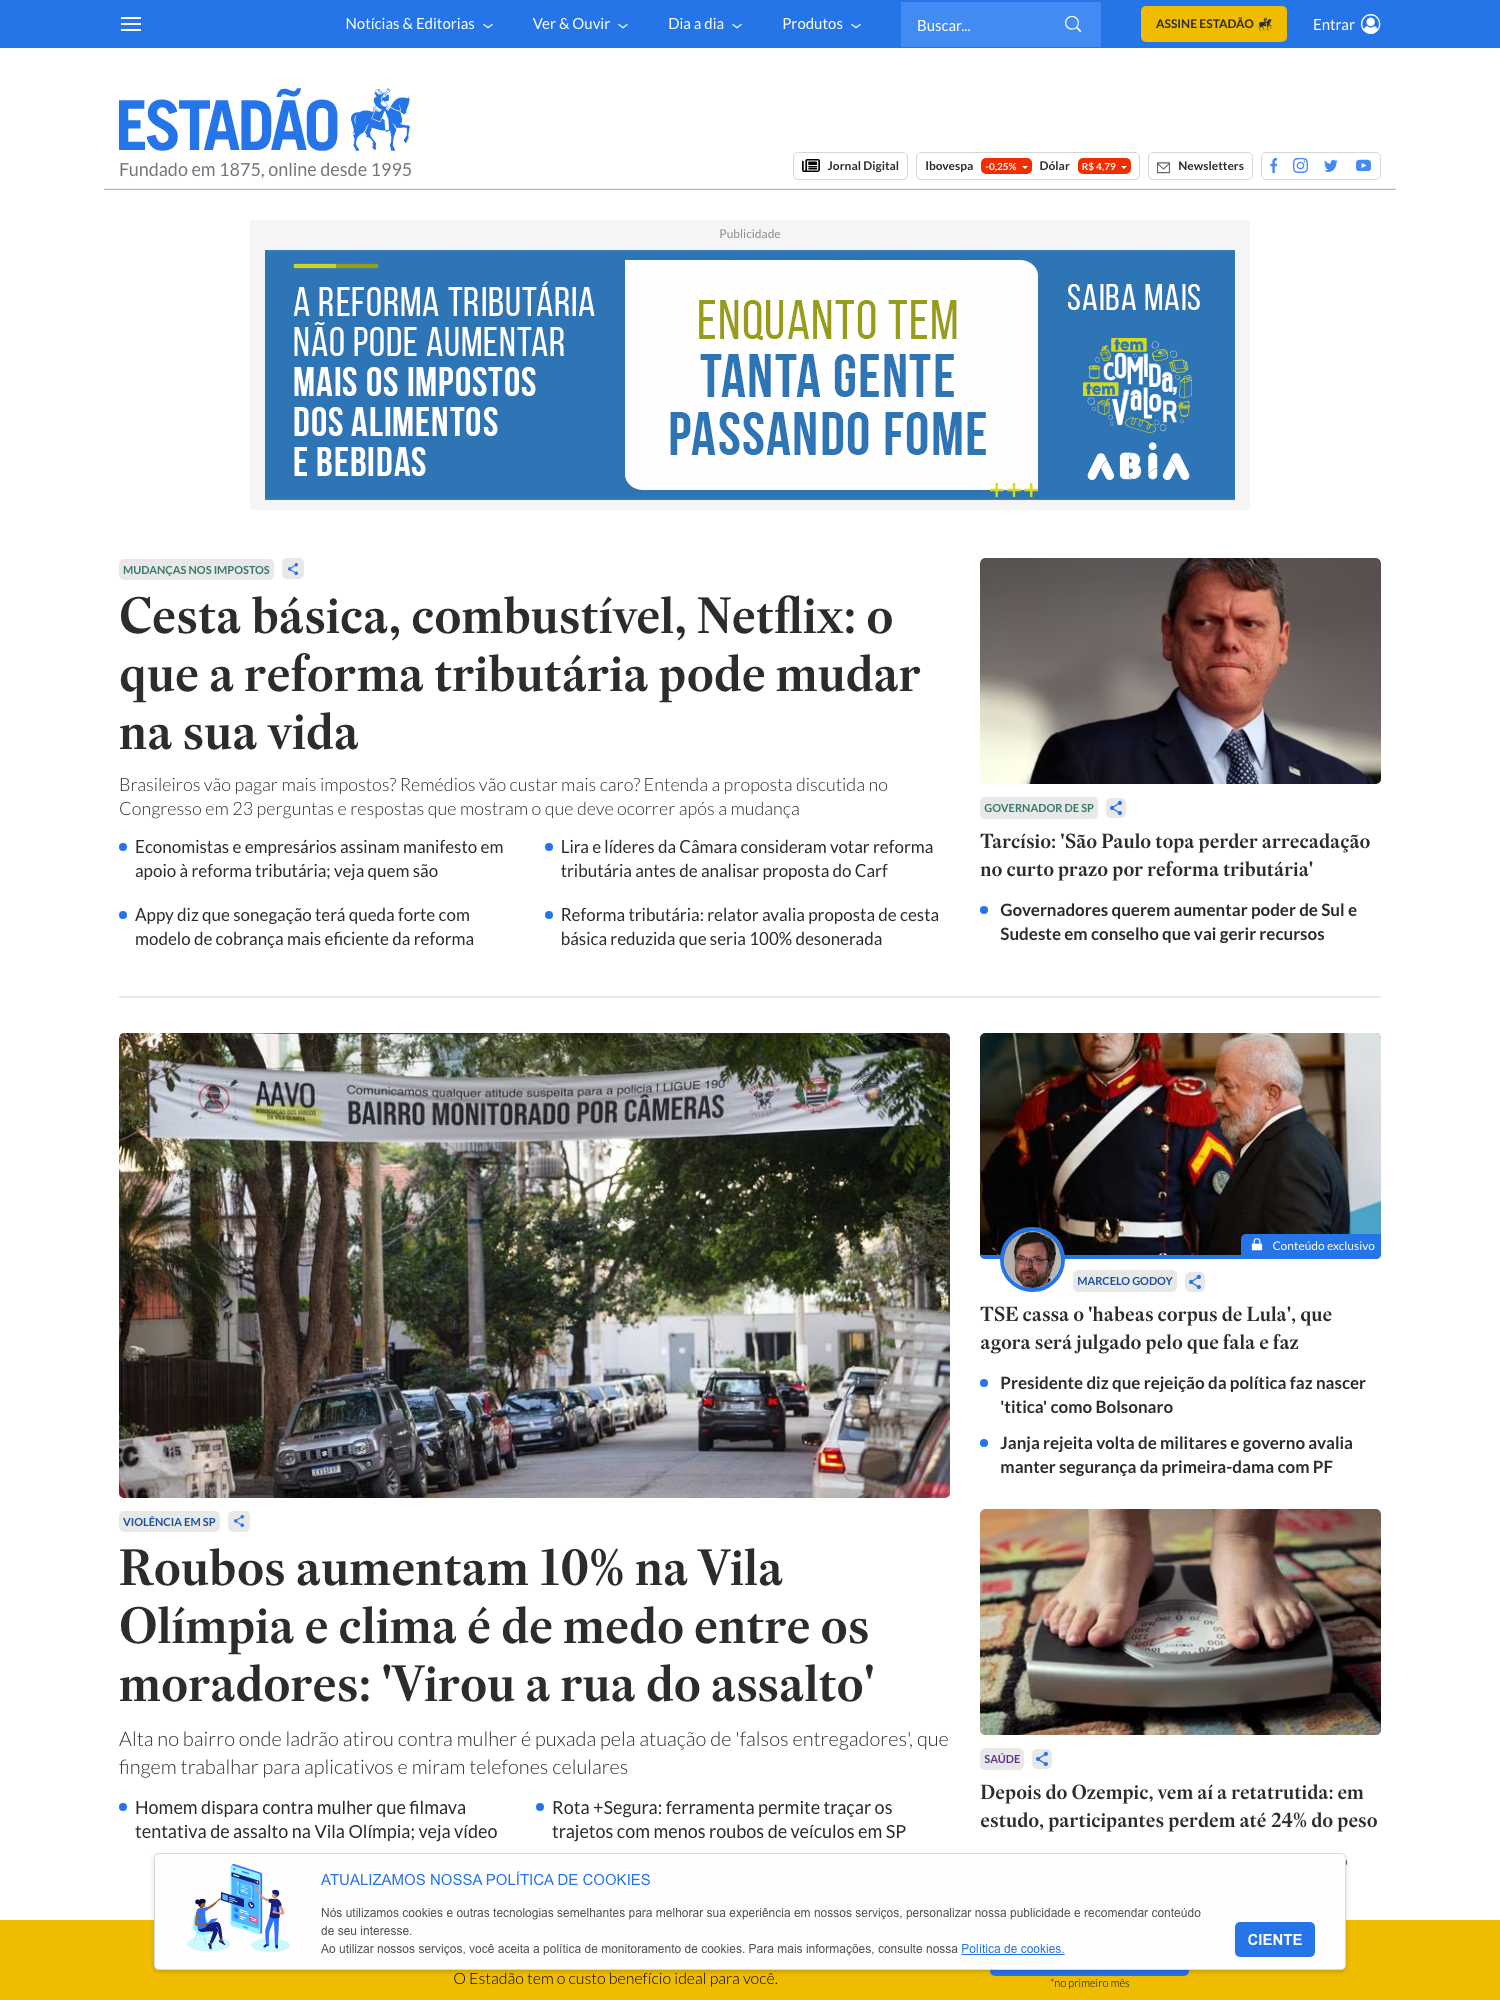 Notícias & Editorias
Ver & Ouvir
Dia a dia
Produtos
Buscar...
ASSINE ESTADÃO
Entrar
ESTADÃO
Fundado em 1875, online desde 1995
Jornal Digital
Ibovespa -0,25% Dólar R$ 4,79
Newsletters
Publicidade
A REFORMA TRIBUTÁRIA
NÃO PODE AUMENTAR
MAIS OS IMPOSTOS
DOS ALIMENTOS
E BEBIDAS
ENQUANTO TEM
TANTA GENTE
PASSANDO FOME
+++
SAIBA MAIS
tem
COMIDA,
tem
VALOR
ABIA
MUDANÇAS NOS IMPOSTOS
Cesta básica, combustível, Netflix: o
que a reforma tributária pode mudar
na sua vida
Brasileiros vão pagar mais impostos? Remédios vão custar mais caro? Entenda a proposta discutida no
Congresso em 23 perguntas e respostas que mostram o que deve ocorrer após a mudança
Economistas e empresários assinam manifesto em
apoio à reforma tributária; veja quem são
Lira e líderes da Câmara consideram votar reforma
tributária antes de analisar proposta do Carf
Appy diz que sonegação terá queda forte com
modelo de cobrança mais eficiente da reforma
Reforma tributária: relator avalia proposta de cesta
básica reduzida que seria 100% desonerada
GOVERNADOR DE SP
Tarcísio: 'São Paulo topa perder arrecadação
no curto prazo por reforma tributária'
Governadores querem aumentar poder de Sul e
Sudeste em conselho que vai gerir recursos
AAVO
ASSOCIAÇÃO DOS AMIGOS
DA VILA OLIMPIA
Comunicamos qualquer atitude suspeita para a policia | LIGUE 190
BAIRRO MONITORADO POR CÂMERAS
VIOLÊNCIA EM SP
Roubos aumentam 10% na Vila
Olímpia e clima é de medo entre os
moradores: 'Virou a rua do assalto'
Alta no bairro onde ladrão atirou contra mulher é puxada pela atuação de 'falsos entregadores', que
fingem trabalhar para aplicativos e miram telefones celulares
Homem dispara contra mulher que filmava
tentativa de assalto na Vila Olímpia; veja vídeo
Rota +Segura: ferramenta permite traçar os
trajetos com menos roubos de veículos em SP
Conteúdo exclusivo
MARCELO GODOY
TSE cassa o 'habeas corpus de Lula', que
agora será julgado pelo que fala e faz
Presidente diz que rejeição da política faz nascer
'titica' como Bolsonaro
Janja rejeita volta de militares e governo avalia
manter segurança da primeira-dama com PF
SAÚDE
Depois do Ozempic, vem aí a retatrutida: em
estudo, participantes perdem até 24% do peso
ATUALIZAMOS NOSSA POLÍTICA DE COOKIES
Nós utilizamos cookies e outras tecnologias semelhantes para melhorar sua experiência em nossos serviços, personalizar nossa publicidade e recomendar conteúdo
de seu interesse.
Ao utilizar nossos serviços, você aceita a política de monitoramento de cookies. Para mais informações, consulte nossa Política de cookies.
CIENTE
O Estadão tem o custo benefício ideal para você.
*no primeiro mês